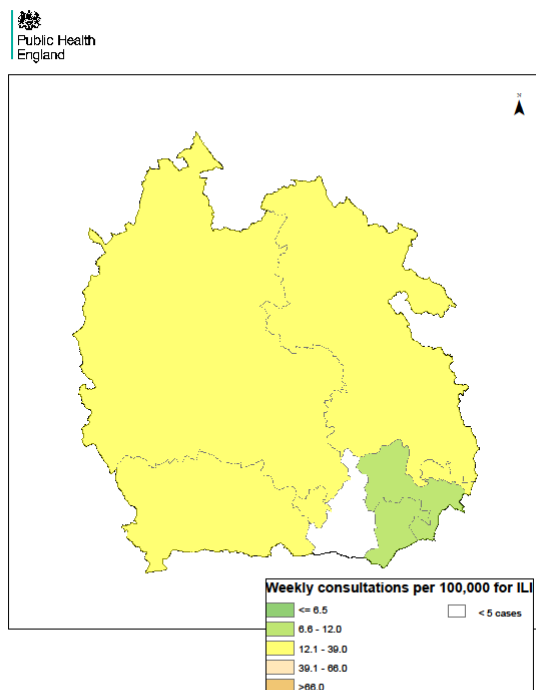 Public Health
England
N
Weekly consultations per 100,000 for ILI
<= 6.5
< 5 cases
6.6 - 12.0
12.1 - 39.0
39.1 - 66.0
>66.0